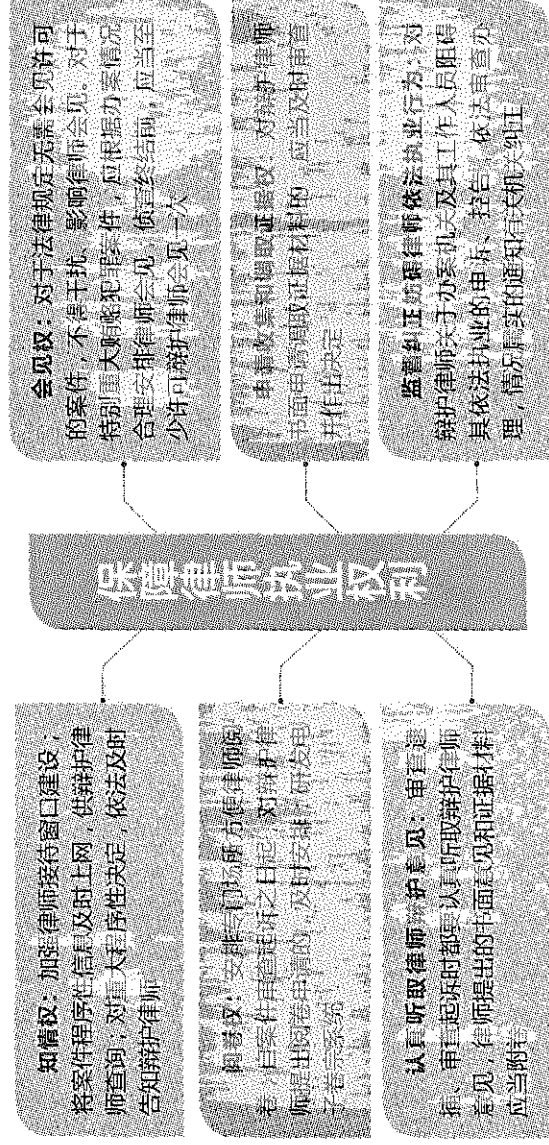 保障律师执业权利
知情权：加强律师接待窗口建设；
将案件程序性信息及时上网，供辩护律
师查询；对重大程序性决定，依法及时
告知辩护律师
阅卷权：安排专门场所方便律师阅
卷；自案件审查起诉之日起，对辩护律
师提出阅卷申请的，及时安排；研发电
子卷宗系统
认真听取律师辩护意见：审查逮
捕、审查起诉时都要认真听取辩护律师
意见，律师提出的书面意见和证据材料
应当附卷
会见权：对于法律规定无需会见许可
的案件，不得干扰、影响律师会见。对于
特别重大贿赂犯罪案件，应根据办案情况
合理安排律师会见，侦查终结前，应当至
少许可辩护律师会见一次
申请收集和调取证据权：对辩护律师
书面申请调取证据材料的，应当及时审管
并作出决定
监督纠正妨碍律师依法执业行为：对
辩护律师关于办案机关及其工作人员阻碍
其依法执业的申斥、控告，依法审查办
理，情况属实的通知有关机关纠正